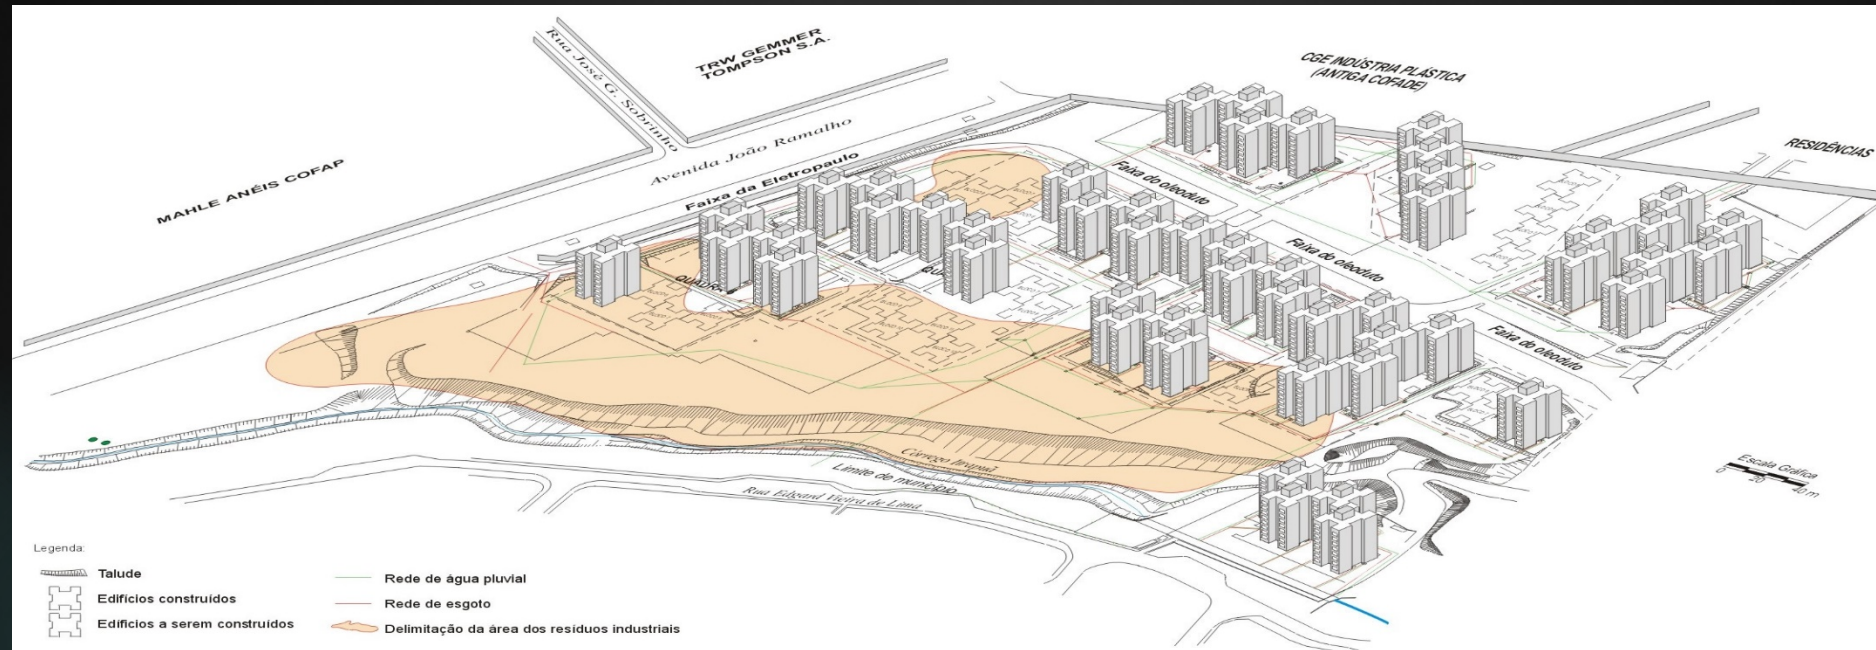 Rua José G. Sobrinho
TRW GEMMER
TOMPSON S.A.
CGE INDÚSTRIA PLÁSTICA
(ANTIGA COFADE)
RESIDÊNCIAS
MAHLE ANÉIS COFAP
Avenida João Ramalho
Faixa da Eletropaulo
Faixa do oleoduto
Faixa do oleoduto
Faixa do oleoduto
QUADRA
Córrego Itrapuã
Limite de município
Rua Edgard Vieira de Lima
Escala Gráfica
0 20 40 m
Legenda:
Talude
Edifícios construídos
Edifícios a serem construídos
Rede de água pluvial
Rede de esgoto
Delimitação da área dos resíduos industriais